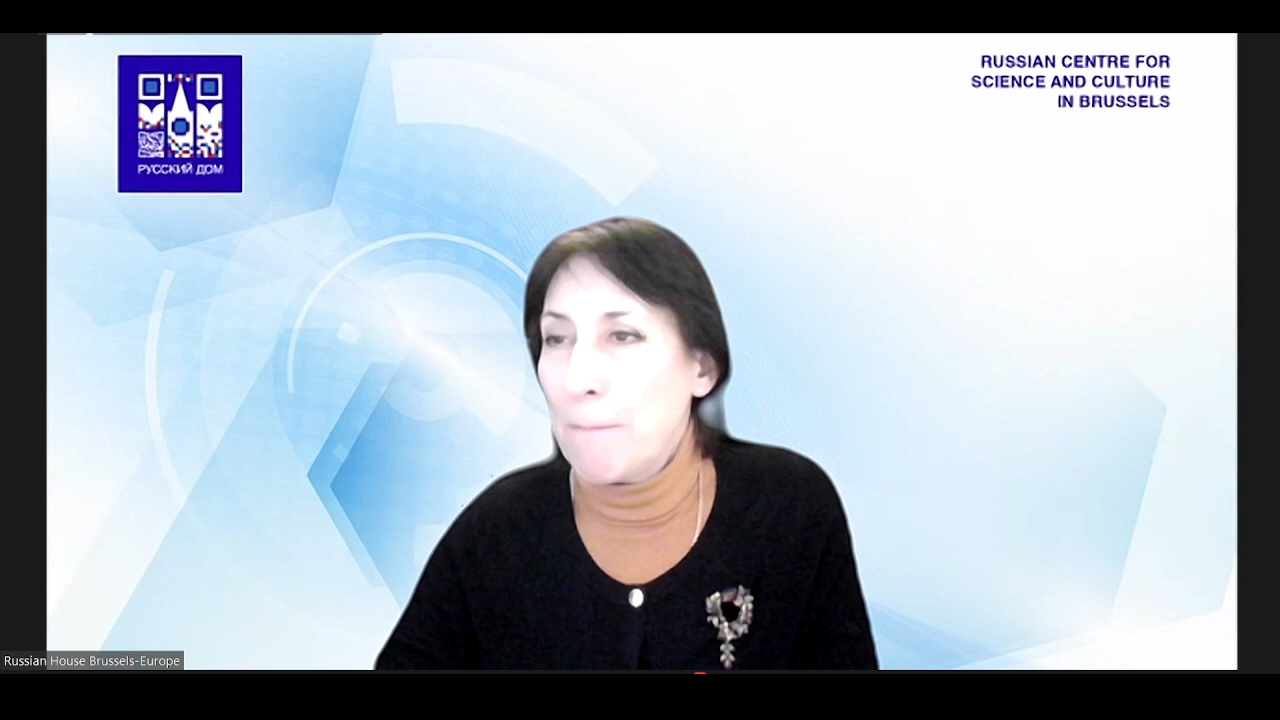 RUSSIAN CENTRE FOR
SCIENCE AND CULTURE
IN BRUSSELS
РУССКИЙ ДОМ
Russian House Brussels-Europe